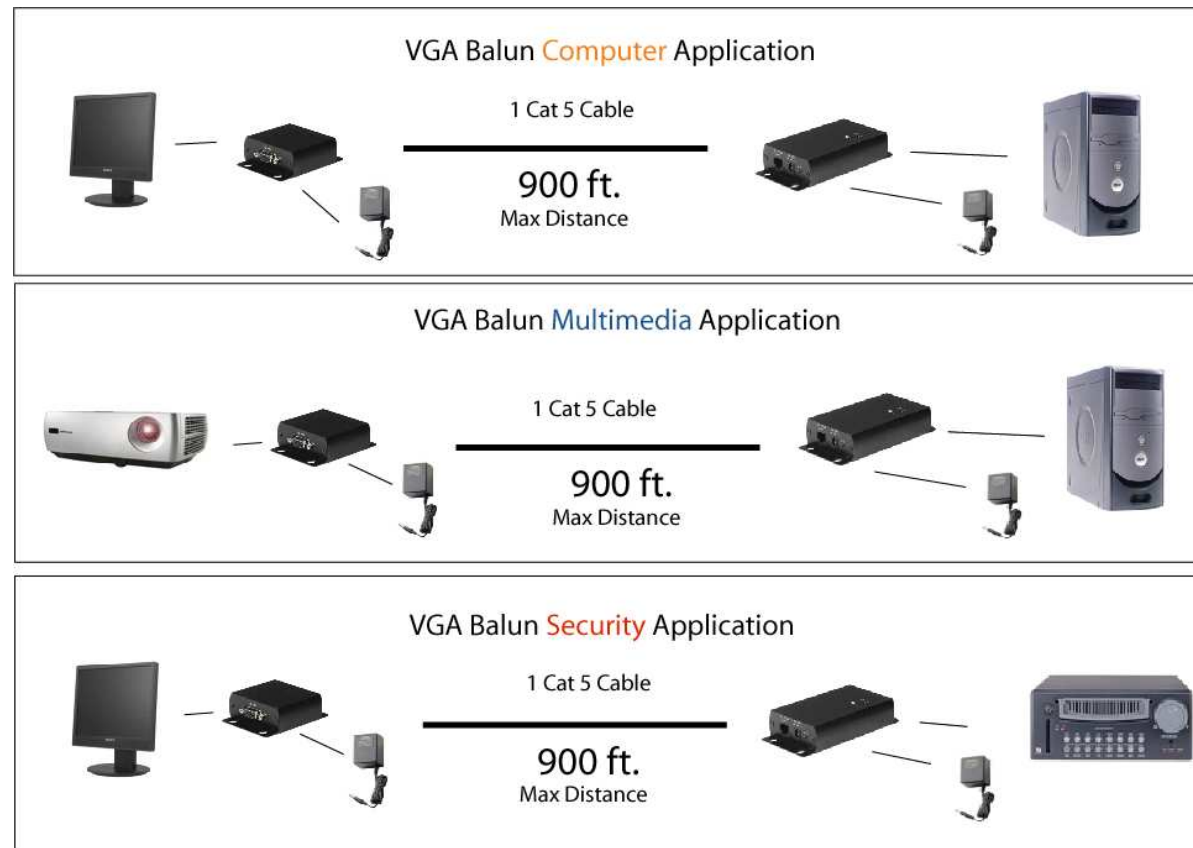 VGA Balun Computer Application
1 Cat 5 Cable
900 ft.
Max Distance
VGA Balun Multimedia Application
1 Cat 5 Cable
900 ft.
Max Distance
VGA Balun Security Application
1 Cat 5 Cable
900 ft.
Max Distance